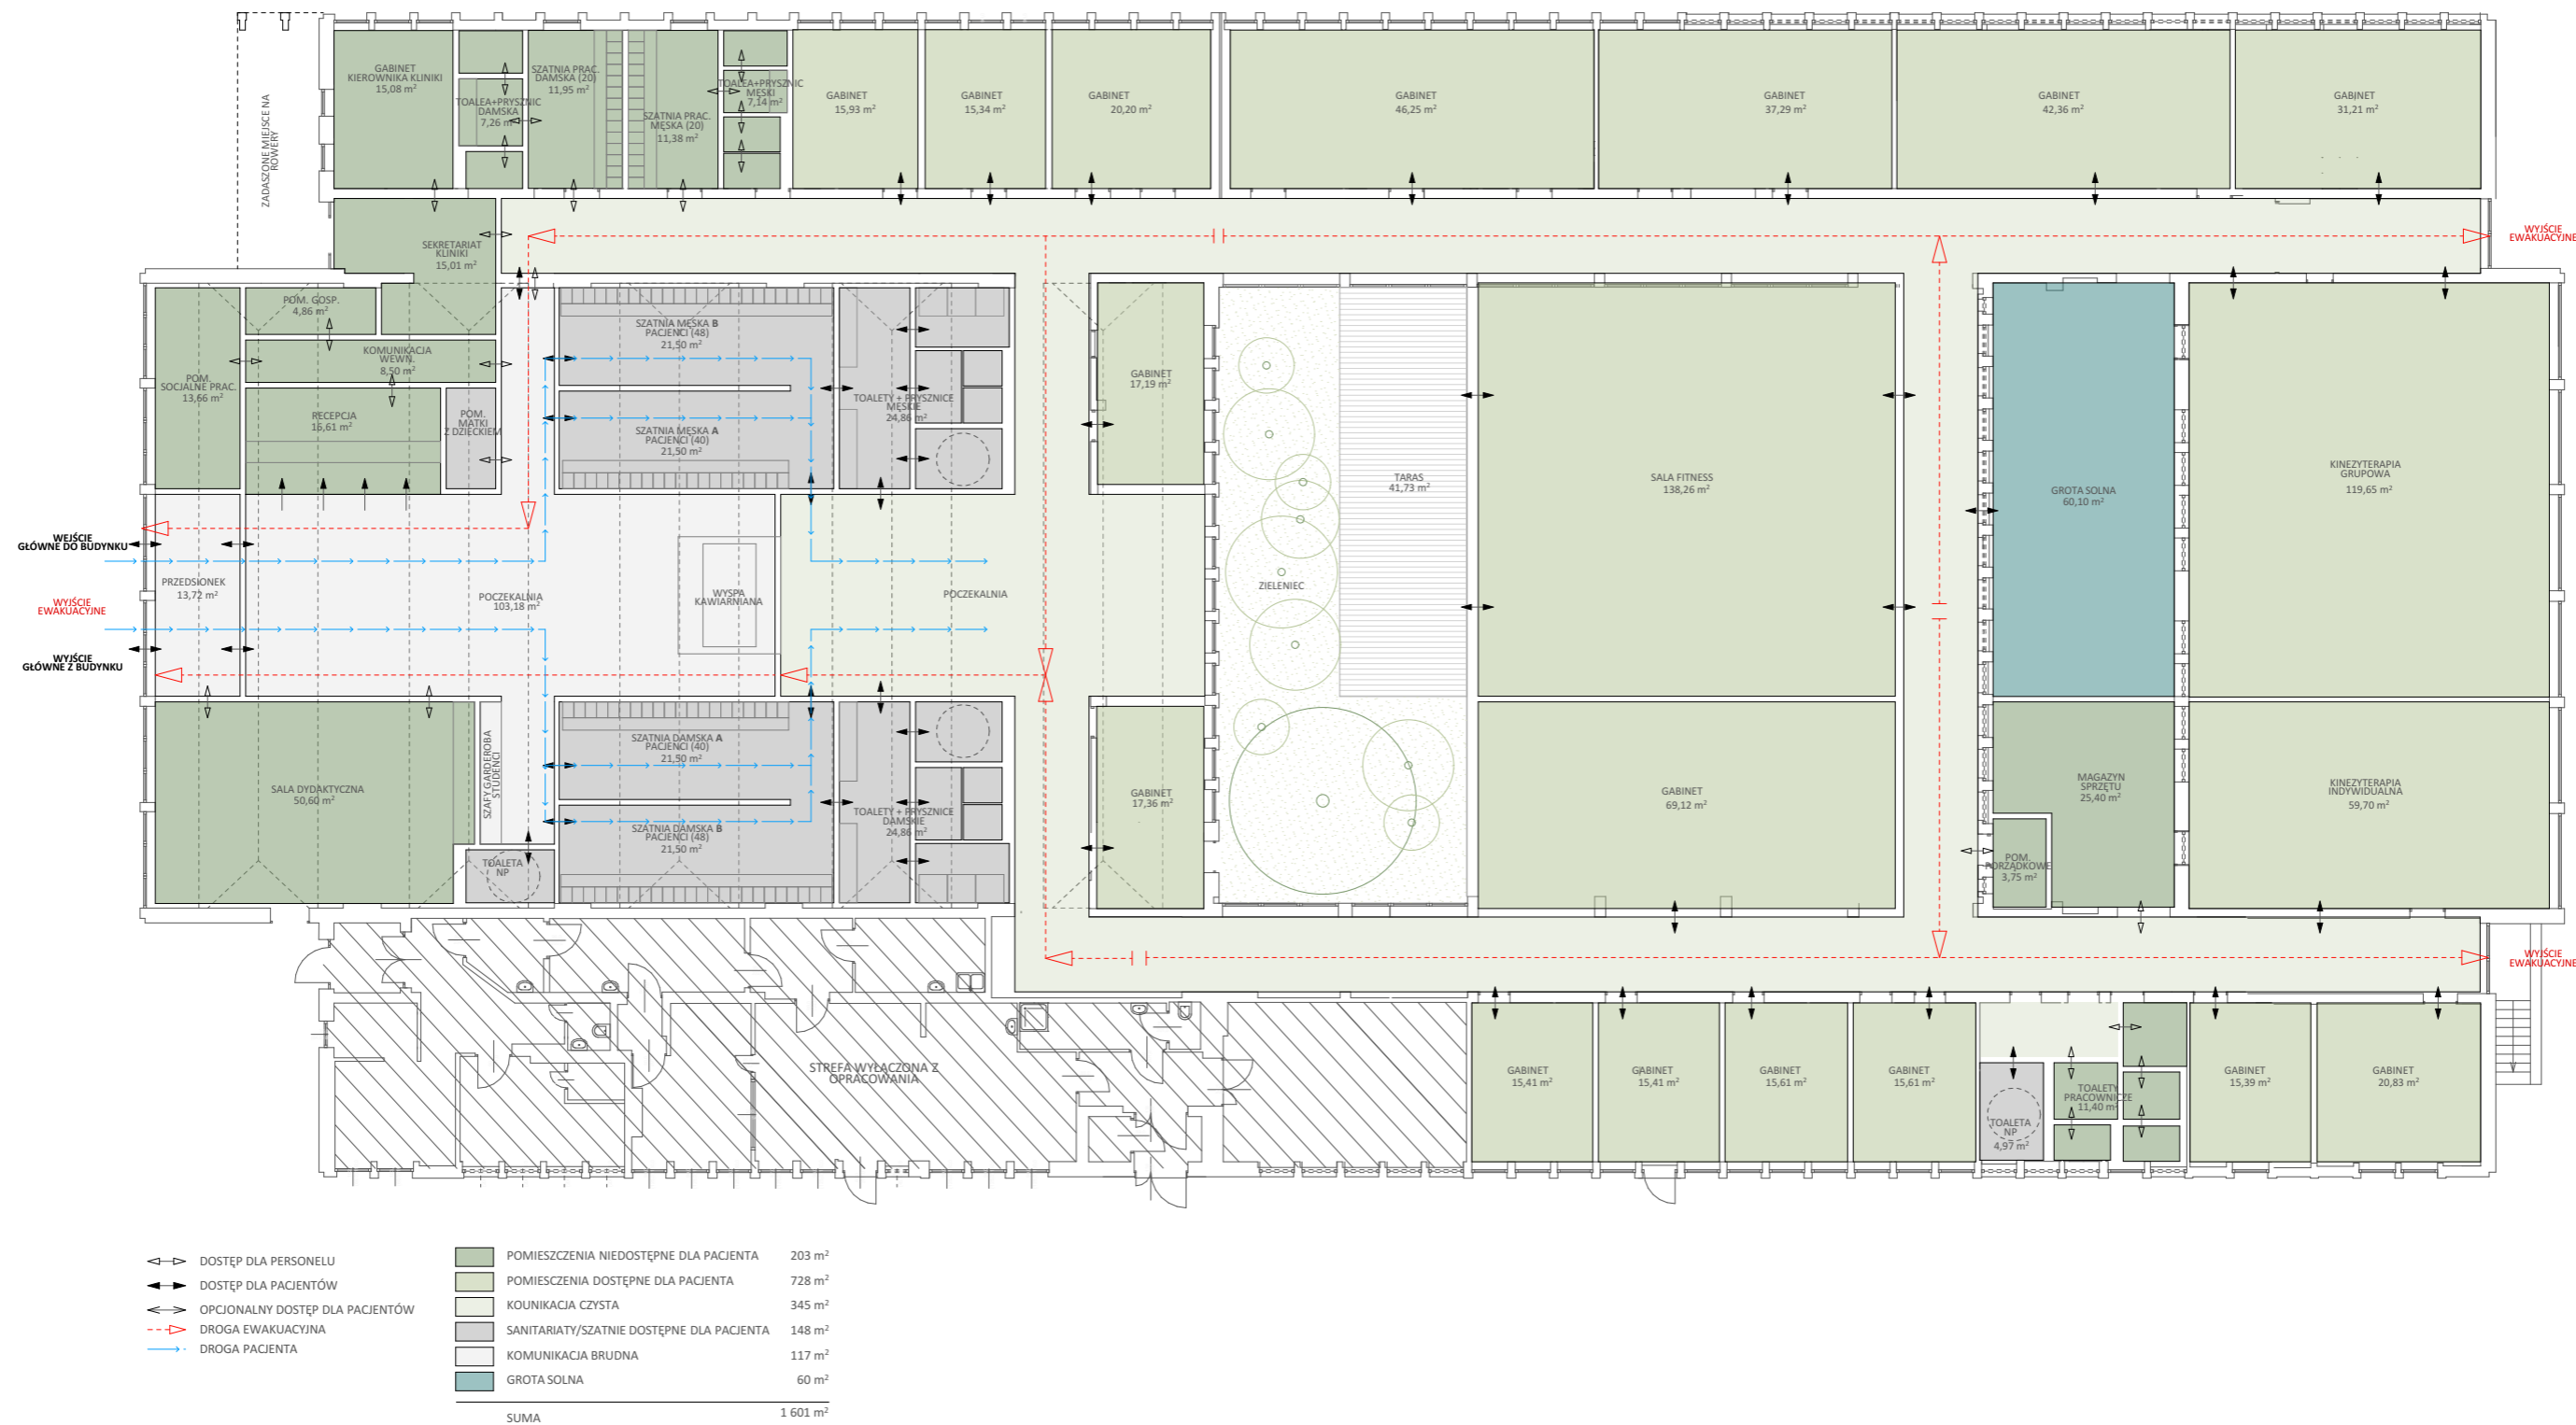 GABINET
KIEROWNIKA KLINIKI
15,08 m²
TOALEA+PRYSZNIC
DAMSKA
7,26 m²
SZATNIA PRAC.
DAMSKA (20)
11,95 m²
SZATNIA PRAC.
MĘSKA (20)
11,38 m²
TOALEA+PRYSZNIC
MĘSKI
7,14 m²
GABINET
15,93 m²
GABINET
15,34 m²
GABINET
20,20 m²
GABINET
46,25 m²
GABINET
37,29 m²
GABINET
42,36 m²
GABINET
31,21 m²
ZADASZONE MIEJSCE NA
ROWERY
SEKRETARIAT
KLINIKI
15,01 m²
WYJŚCIE
EWAKUACYJNE
POM. GOSP.
4,86 m²
KOMUNIKACJA
WEWN.
8,50 m²
POM.
SOCJALNE PRAC.
13,66 m²
RECEPCJA
16,61 m²
POM.
MATKI
Z DZIECKIEM
SZATNIA MĘSKA B
PACJENCI (48)
21,50 m²
SZATNIA MĘSKA A
PACJENCI (40)
21,50 m²
TOALETY + PRYSZNICE
MĘSKIE
24,86 m²
GABINET
17,19 m²
TARAS
41,73 m²
SALA FITNESS
138,26 m²
GROTA SOLNA
60,10 m²
KINEZYTERAPIA
GRUPOWA
119,65 m²
WEJŚCIE
GŁÓWNE DO BUDYNKU
WYJŚCIE
EWAKUACYJNE
WYJŚCIE
GŁÓWNE Z BUDYNKU
PRZEDSIONEK
13,72 m²
POCZEKALNIA
103,18 m²
WYSPA
KAWIARNIANA
POCZEKALNIA
ZIELENIEC
SALA DYDAKTYCZNA
50,60 m²
SZAFY GARDEROBA
STUDENCI
TOALETA
NP
SZATNIA DAMSKA A
PACJENCI (40)
21,50 m²
SZATNIA DAMSKA B
PACJENCI (48)
21,50 m²
TOALETY + PRYSZNICE
DAMSKIE
24,86 m²
GABINET
17,36 m²
GABINET
69,12 m²
MAGAZYN
SPRZĘTU
25,40 m²
POM.
PORZĄDKOWE
3,75 m²
KINEZYTERAPIA
INDYWIDUALNA
59,70 m²
WYJŚCIE
EWAKUACYJNE
STREFA WYŁĄCZONA Z
OPRACOWANIA
GABINET
15,41 m²
GABINET
15,41 m²
GABINET
15,61 m²
GABINET
15,61 m²
TOALETA
NP
4,97 m²
TOALETY
PRACOWNICZE
11,40 m²
GABINET
15,39 m²
GABINET
20,83 m²
DOSTĘP DLA PERSONELU
DOSTĘP DLA PACJENTÓW
OPCJONALNY DOSTĘP DLA PACJENTÓW
DROGA EWAKUACYJNA
DROGA PACJENTA
POMIESZCZENIA NIEDOSTĘPNE DLA PACJENTA 203 m²
POMIESCZENIA DOSTĘPNE DLA PACJENTA 728 m²
KOUNIKACJA CZYSTA 345 m²
SANITARIATY/SZATNIE DOSTĘPNE DLA PACJENTA 148 m²
KOMUNIKACJA BRUDNA 117 m²
GROTA SOLNA 60 m²
SUMA 1 601 m²